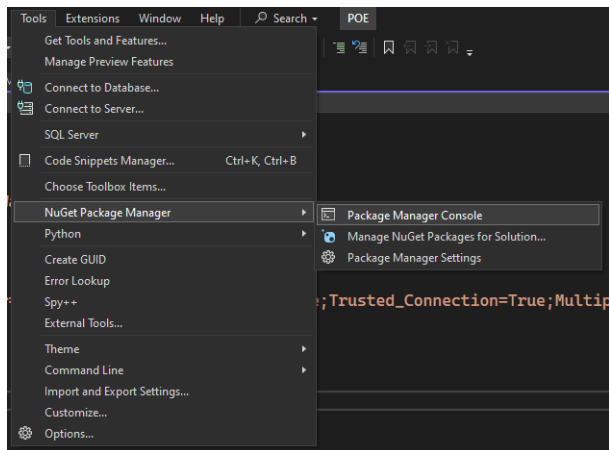 Tools Extensions Window Help Search POE
Get Tools and Features...
Manage Preview Features
Connect to Database...
Connect to Server...
SQL Server
Code Snippets Manager... Ctrl+K, Ctrl+B
Choose Toolbox Items...
NuGet Package Manager
Package Manager Console
Python
Manage NuGet Packages for Solution...
Create GUID
Package Manager Settings
Error Lookup
Spy++
;Trusted_Connection=True;Multip
External Tools...
Theme
Command Line
Import and Export Settings...
Customize...
Options...